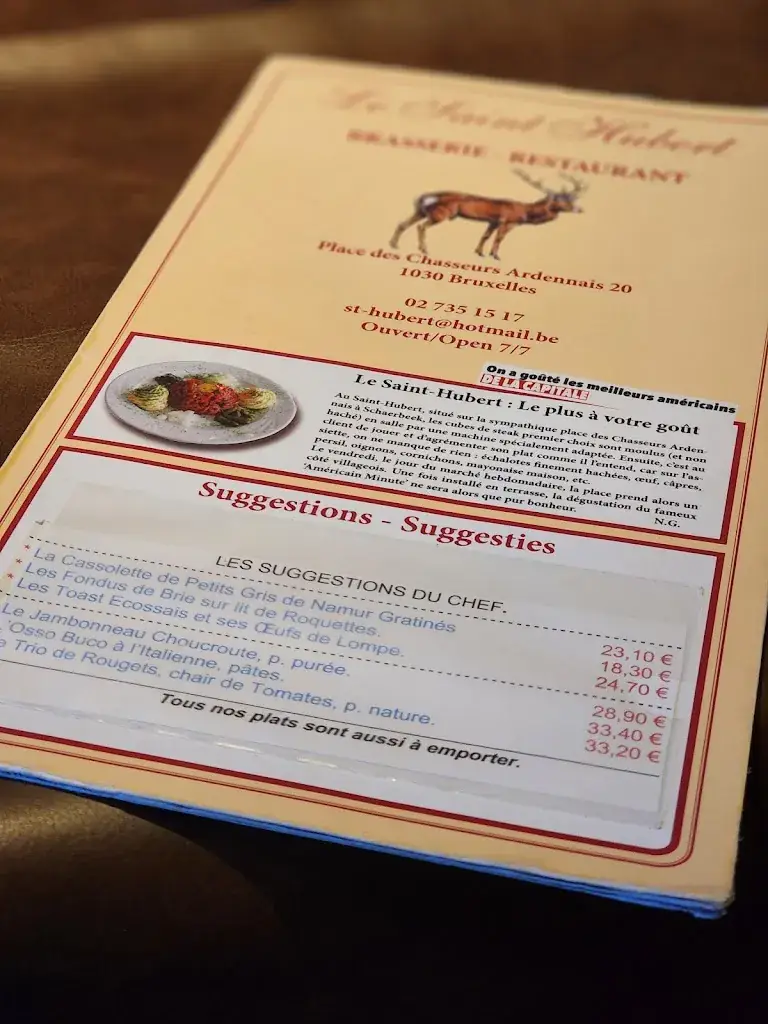 Le Saint Hubert
BRASSERIE - RESTAURANT
Place des Chasseurs Ardennais 20
1030 Bruxelles
02 735 15 17
st-hubert@hotmail.be
Ouvert/Open 7/7
On a goûté les meilleurs américains
DE LA CAPITALE
Le Saint-Hubert : Le plus à votre goût
Au Saint-Hubert, situé sur la sympathique place des Chasseurs Arden-
nais à Schaerbeek, les cubes de steak premier choix sont moulus (et non
haché) en salle par une machine spécialement adaptée. Ensuite, c'est au
client de jouer et d'agrémenter son plat comme il l'entend, car sur l'as-
siette, on ne manque de rien : échalotes finement hachées, œuf, câpres,
persil, oignons, cornichons, mayonaise maison, etc.
Le vendredi, le jour du marché hebdomadaire, la place prend alors un
côté villageois. Une fois installé en terrasse, la dégustation du fameux
'Américain Minute' ne sera alors que pur bonheur.
N.G.
Suggestions - Suggesties
LES SUGGESTIONS DU CHEF.
* La Cassolette de Petits Gris de Namur Gratinés 23,10 €
* Les Fondus de Brie sur lit de Roquettes. 18,30 €
* Les Toast Ecossais et ses Œufs de Lompe. 24,70 €
Le Jambonneau Choucroute, p. purée. 28,90 €
'Osso Buco à l'Italienne, pâtes. 33,40 €
e Trio de Rougets, chair de Tomates, p. nature. 33,20 €
Tous nos plats sont aussi à emporter.